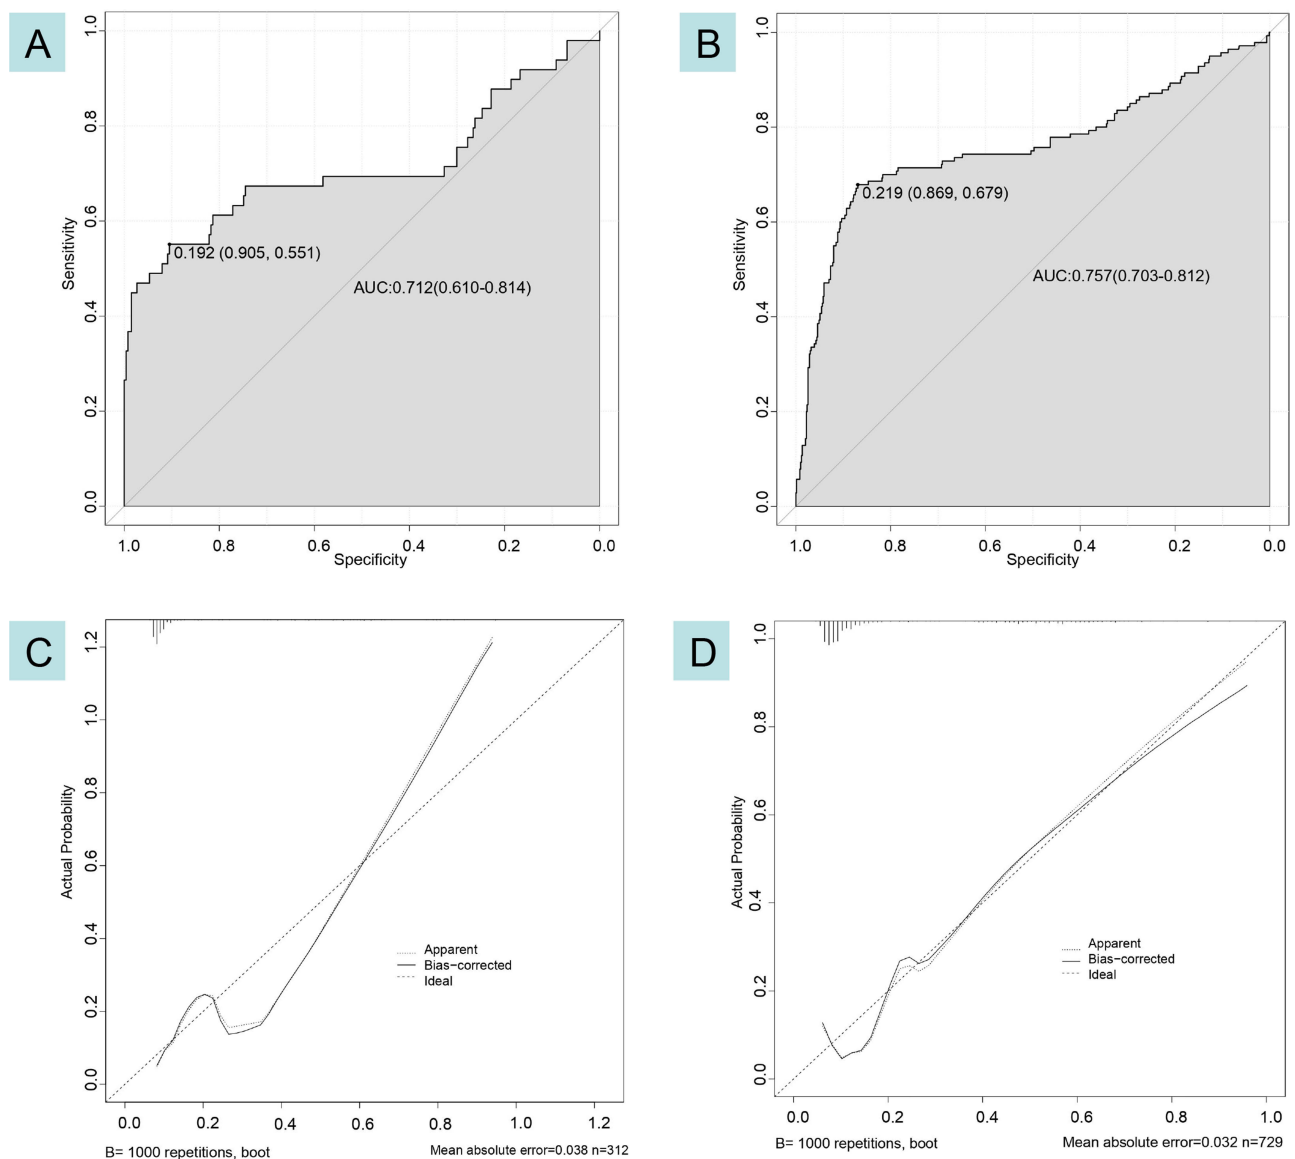 A
1.0
0.8
0.6
0.4
0.2
0.0
Sensitivity
0.192 (0.905, 0.551)
AUC:0.712(0.610-0.814)
1.0 0.8 0.6 0.4 0.2 0.0
Specificity
B
1.0
0.8
0.6
0.4
0.2
0.0
Sensitivity
0.219 (0.869, 0.679)
AUC:0.757(0.703-0.812)
1.0 0.8 0.6 0.4 0.2 0.0
Specificity
C
1.2
1.0
0.8
0.6
0.4
0.2
0.0
Actual Probability
Apparent
Bias-corrected
Ideal
0.0 0.2 0.4 0.6 0.8 1.0 1.2
B= 1000 repetitions, boot
Mean absolute error=0.038 n=312
D
1.0
0.8
0.6
0.4
0.2
0.0
Actual Probability
Apparent
Bias-corrected
Ideal
0.0 0.2 0.4 0.6 0.8 1.0
B= 1000 repetitions, boot
Mean absolute error=0.032 n=729